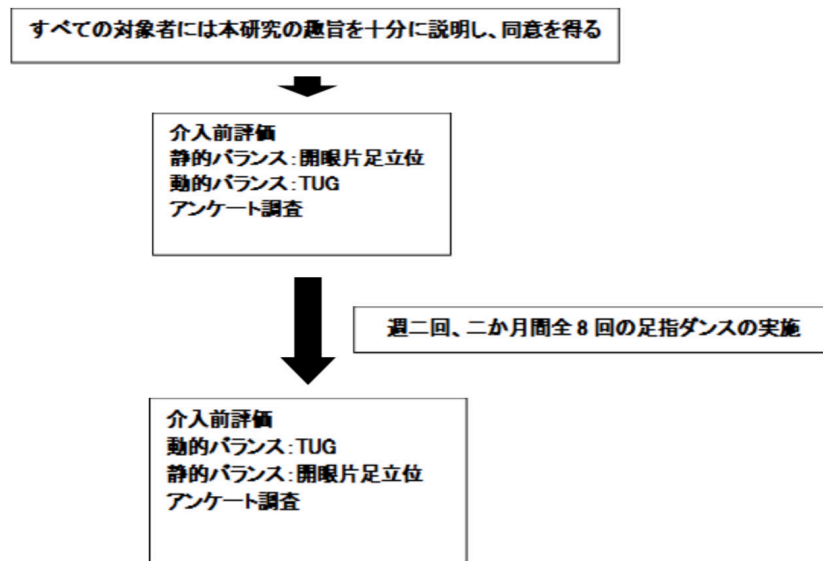 すべての対象者には本研究の趣旨を十分に説明し、同意を得る
介入前評価
静的バランス：開眼片足立位
動的バランス：TUG
アンケート調査
週二回、二か月間全8回の足指ダンスの実施
介入前評価
動的バランス：TUG
静的バランス：開眼片足立位
アンケート調査